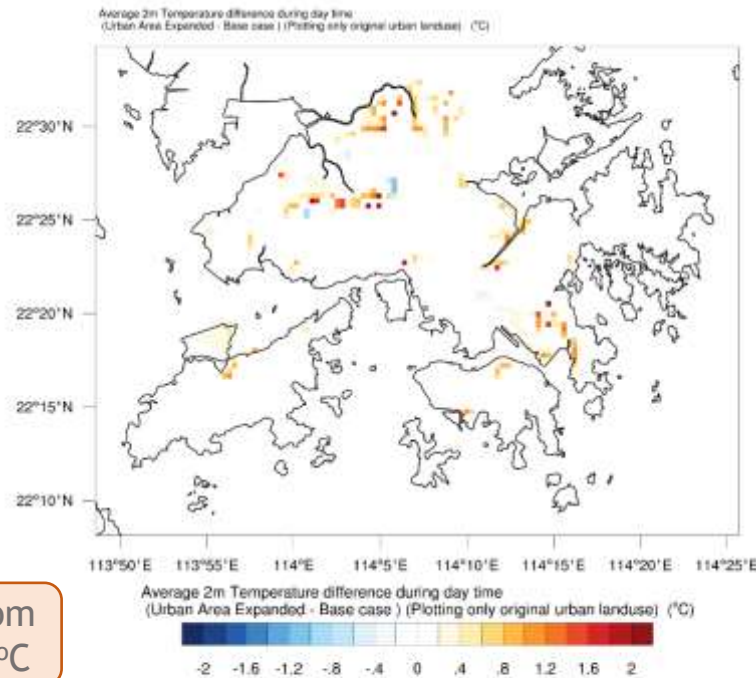 Average 2m Temperature difference during day time
(Urban Area Expanded - Base case ) (Plotting only original urban landuse) (°C)
22°30'N
22°25'N
22°20'N
22°15'N
22°10'N
113°50'E 113°55'E 114°E 114°5'E 114°10'E 114°15'E 114°20'E 114°25'E
Average 2m Temperature difference during day time
(Urban Area Expanded - Base case ) (Plotting only original urban landuse) (°C)
-2 -1.6 -1.2 -.8 -.4 0 .4 .8 1.2 1.6 2
om
ºC